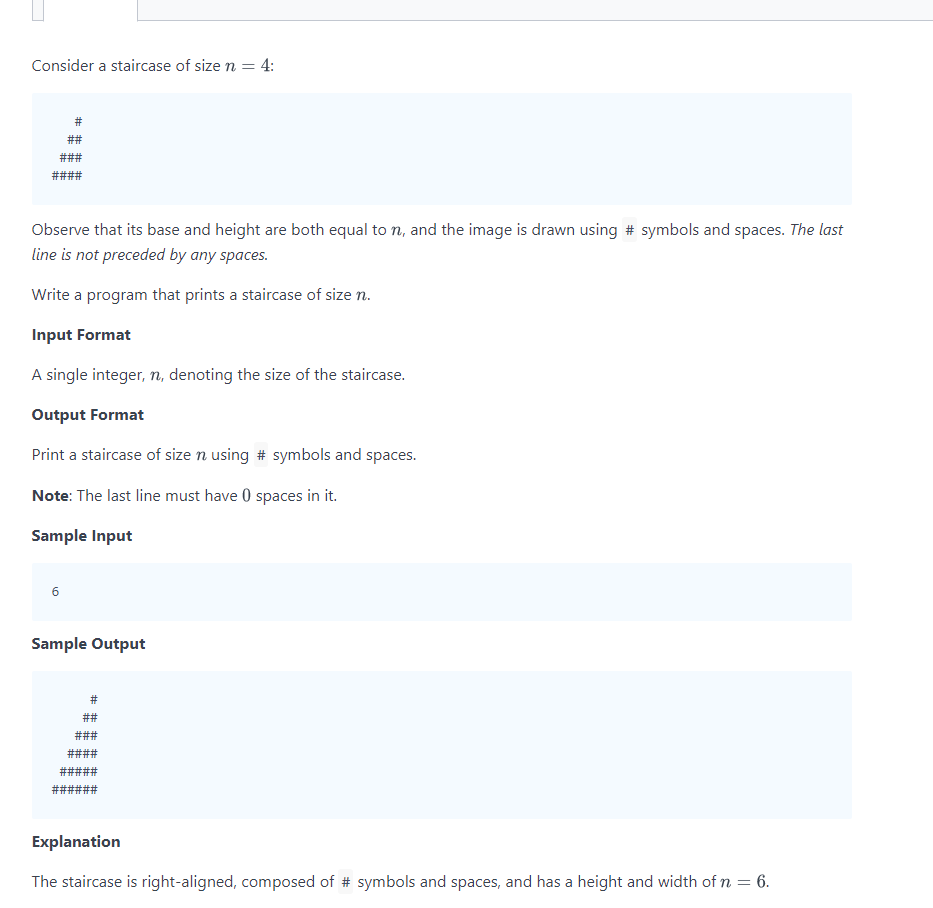 Consider a staircase of size n = 4:
   #
  ##
 ###
####
Observe that its base and height are both equal to n, and the image is drawn using # symbols and spaces. The last
line is not preceded by any spaces.
Write a program that prints a staircase of size n.
Input Format
A single integer, n, denoting the size of the staircase.
Output Format
Print a staircase of size n using # symbols and spaces.
Note: The last line must have 0 spaces in it.
Sample Input
6
Sample Output
     #
    ##
   ###
  ####
 #####
######
Explanation
The staircase is right-aligned, composed of # symbols and spaces, and has a height and width of n = 6.